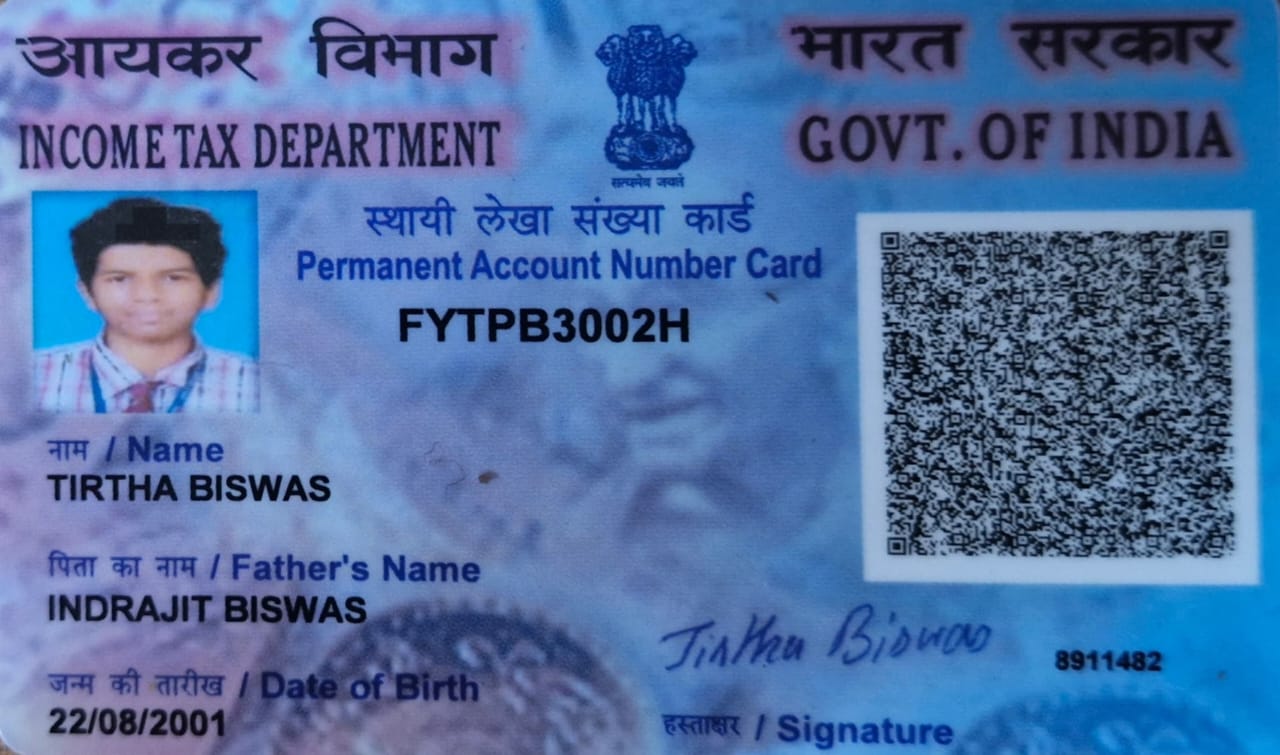 आयकर विभाग
INCOME TAX DEPARTMENT
सत्यमेव जयते
भारत सरकार
GOVT. OF INDIA
स्थायी लेखा संख्या कार्ड
Permanent Account Number Card
FYTPB3002H
नाम / Name
TIRTHA BISWAS
पिता का नाम / Father's Name
INDRAJIT BISWAS
जन्म की तारीख / Date of Birth
22/08/2001
Tirtha Biswas
हस्ताक्षर / Signature
8911482